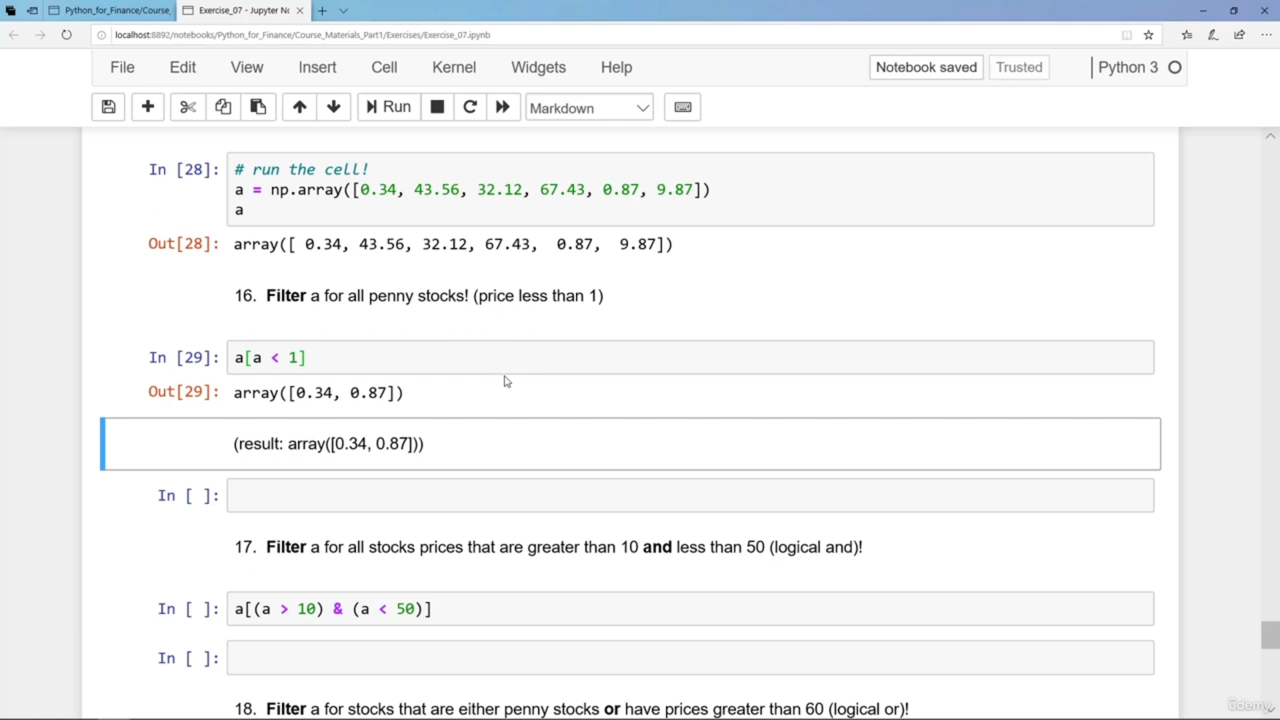 Python_for_Finance/Course_
Exercise_07 - Jupyter No
localhost:8892/notebooks/Python_for_Finance/Course_Materials_Part1/Exercises/Exercise_07.ipynb
File Edit View Insert Cell Kernel Widgets Help Notebook saved Trusted Python 3
Run Markdown
In [28]: # run the cell!
a = np.array([0.34, 43.56, 32.12, 67.43, 0.87, 9.87])
a
Out[28]: array([ 0.34, 43.56, 32.12, 67.43,  0.87,  9.87])
16. Filter a for all penny stocks! (price less than 1)
In [29]: a[a < 1]
Out[29]: array([0.34, 0.87])
(result: array([0.34, 0.87]))
In [ ]:
17. Filter a for all stocks prices that are greater than 10 and less than 50 (logical and)!
In [ ]: a[(a > 10) & (a < 50)]
In [ ]:
18. Filter a for stocks that are either penny stocks or have prices greater than 60 (logical or)!
ûdemy